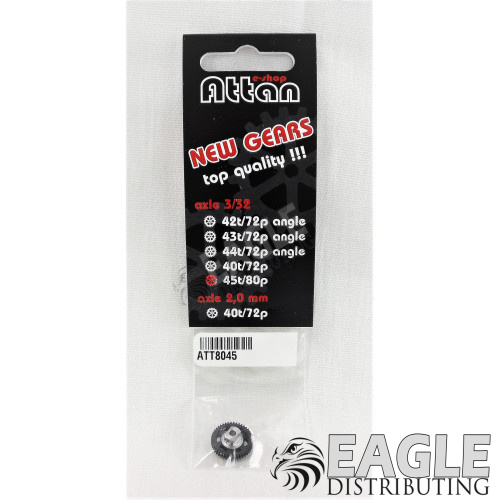 e-shop
Attan
NEW GEARS
top quality !!!
axle 3/32
42t/72p angle
43t/72p angle
44t/72p angle
40t/72p
45t/80p
axle 2,0 mm
40t/72p
ATT8045
EAGLE
DISTRIBUTING